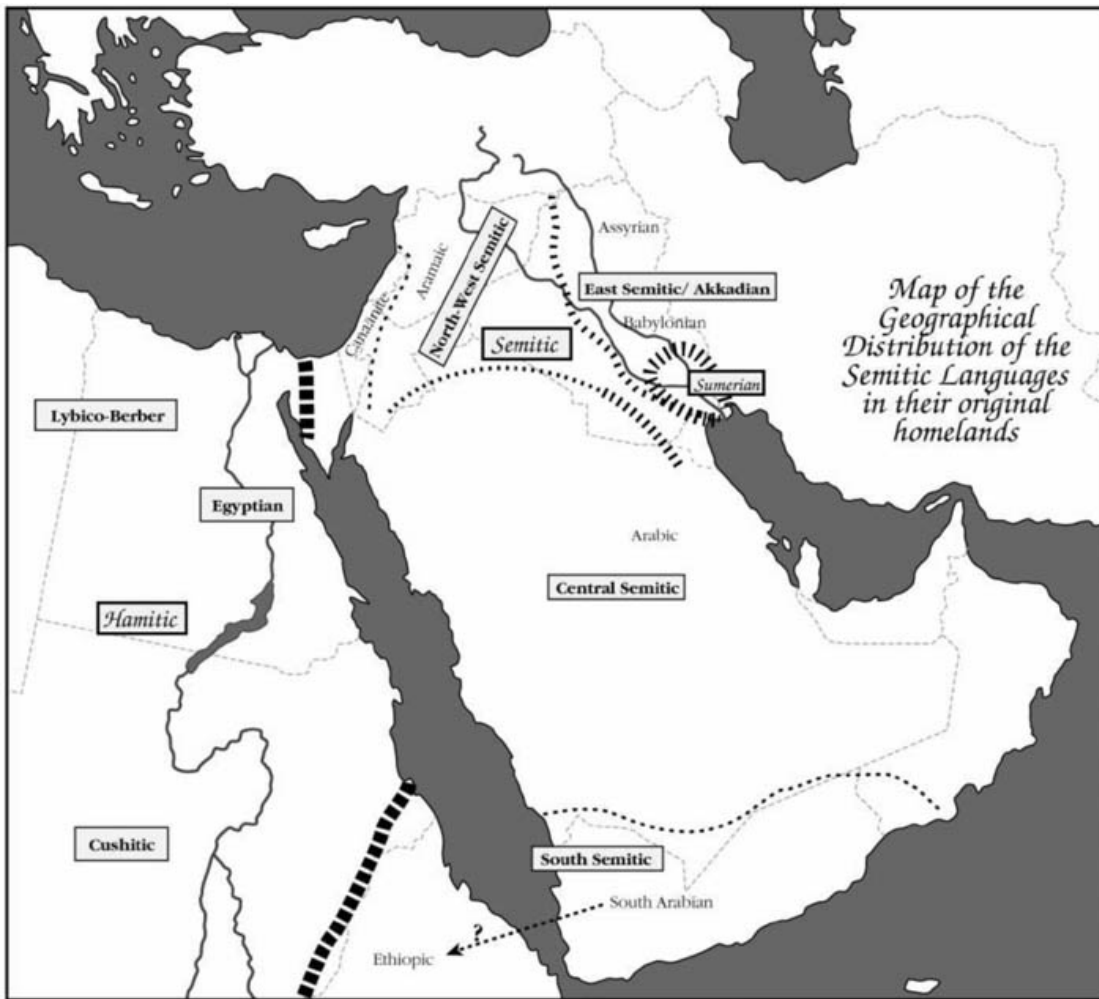 Map of the
Geographical
Distribution of the
Semitic Languages
in their original
homelands
Assyrian
East Semitic/ Akkadian
Aramaic
North-West Semitic
Canaanite
Babylonian
Semitic
Sumerian
Lybico-Berber
Egyptian
Arabic
Central Semitic
Hamitic
Cushitic
South Semitic
South Arabian
?
Ethiopic